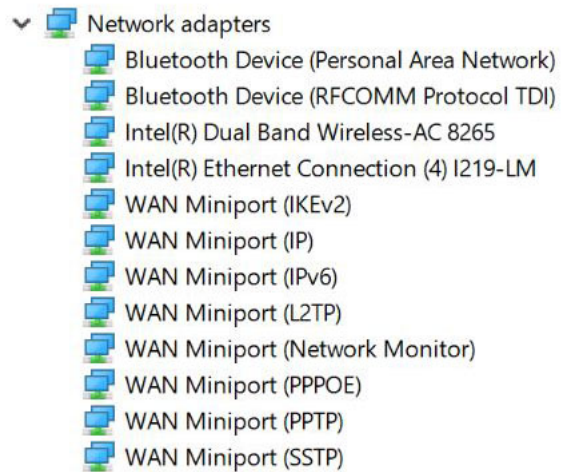 Network adapters
Bluetooth Device (Personal Area Network)
Bluetooth Device (RFCOMM Protocol TDI)
Intel(R) Dual Band Wireless-AC 8265
Intel(R) Ethernet Connection (4) I219-LM
WAN Miniport (IKEv2)
WAN Miniport (IP)
WAN Miniport (IPv6)
WAN Miniport (L2TP)
WAN Miniport (Network Monitor)
WAN Miniport (PPPOE)
WAN Miniport (PPTP)
WAN Miniport (SSTP)